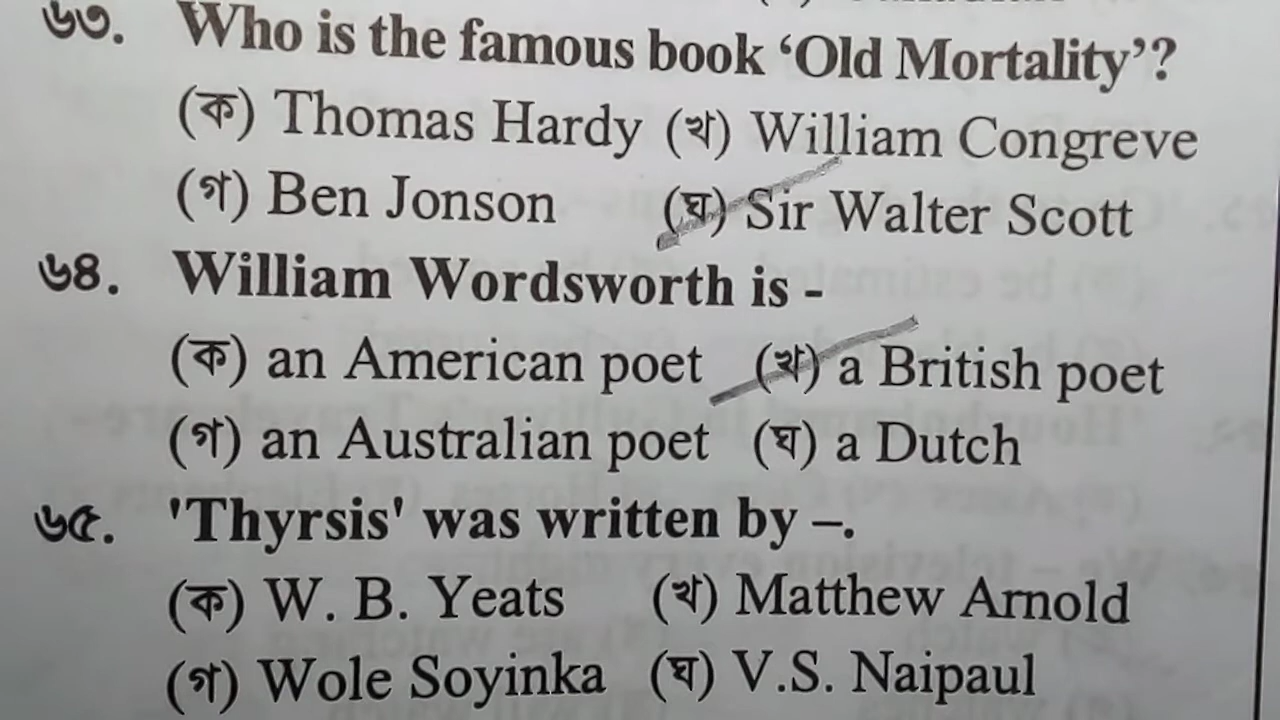 ৬৩. Who is the famous book ‘Old Mortality’?
(ক) Thomas Hardy (খ) William Congreve
(গ) Ben Jonson (ঘ) Sir Walter Scott
৬৪. William Wordsworth is -
(ক) an American poet (খ) a British poet
(গ) an Australian poet (ঘ) a Dutch
৬৫. 'Thyrsis' was written by –.
(ক) W. B. Yeats (খ) Matthew Arnold
(গ) Wole Soyinka (ঘ) V.S. Naipaul